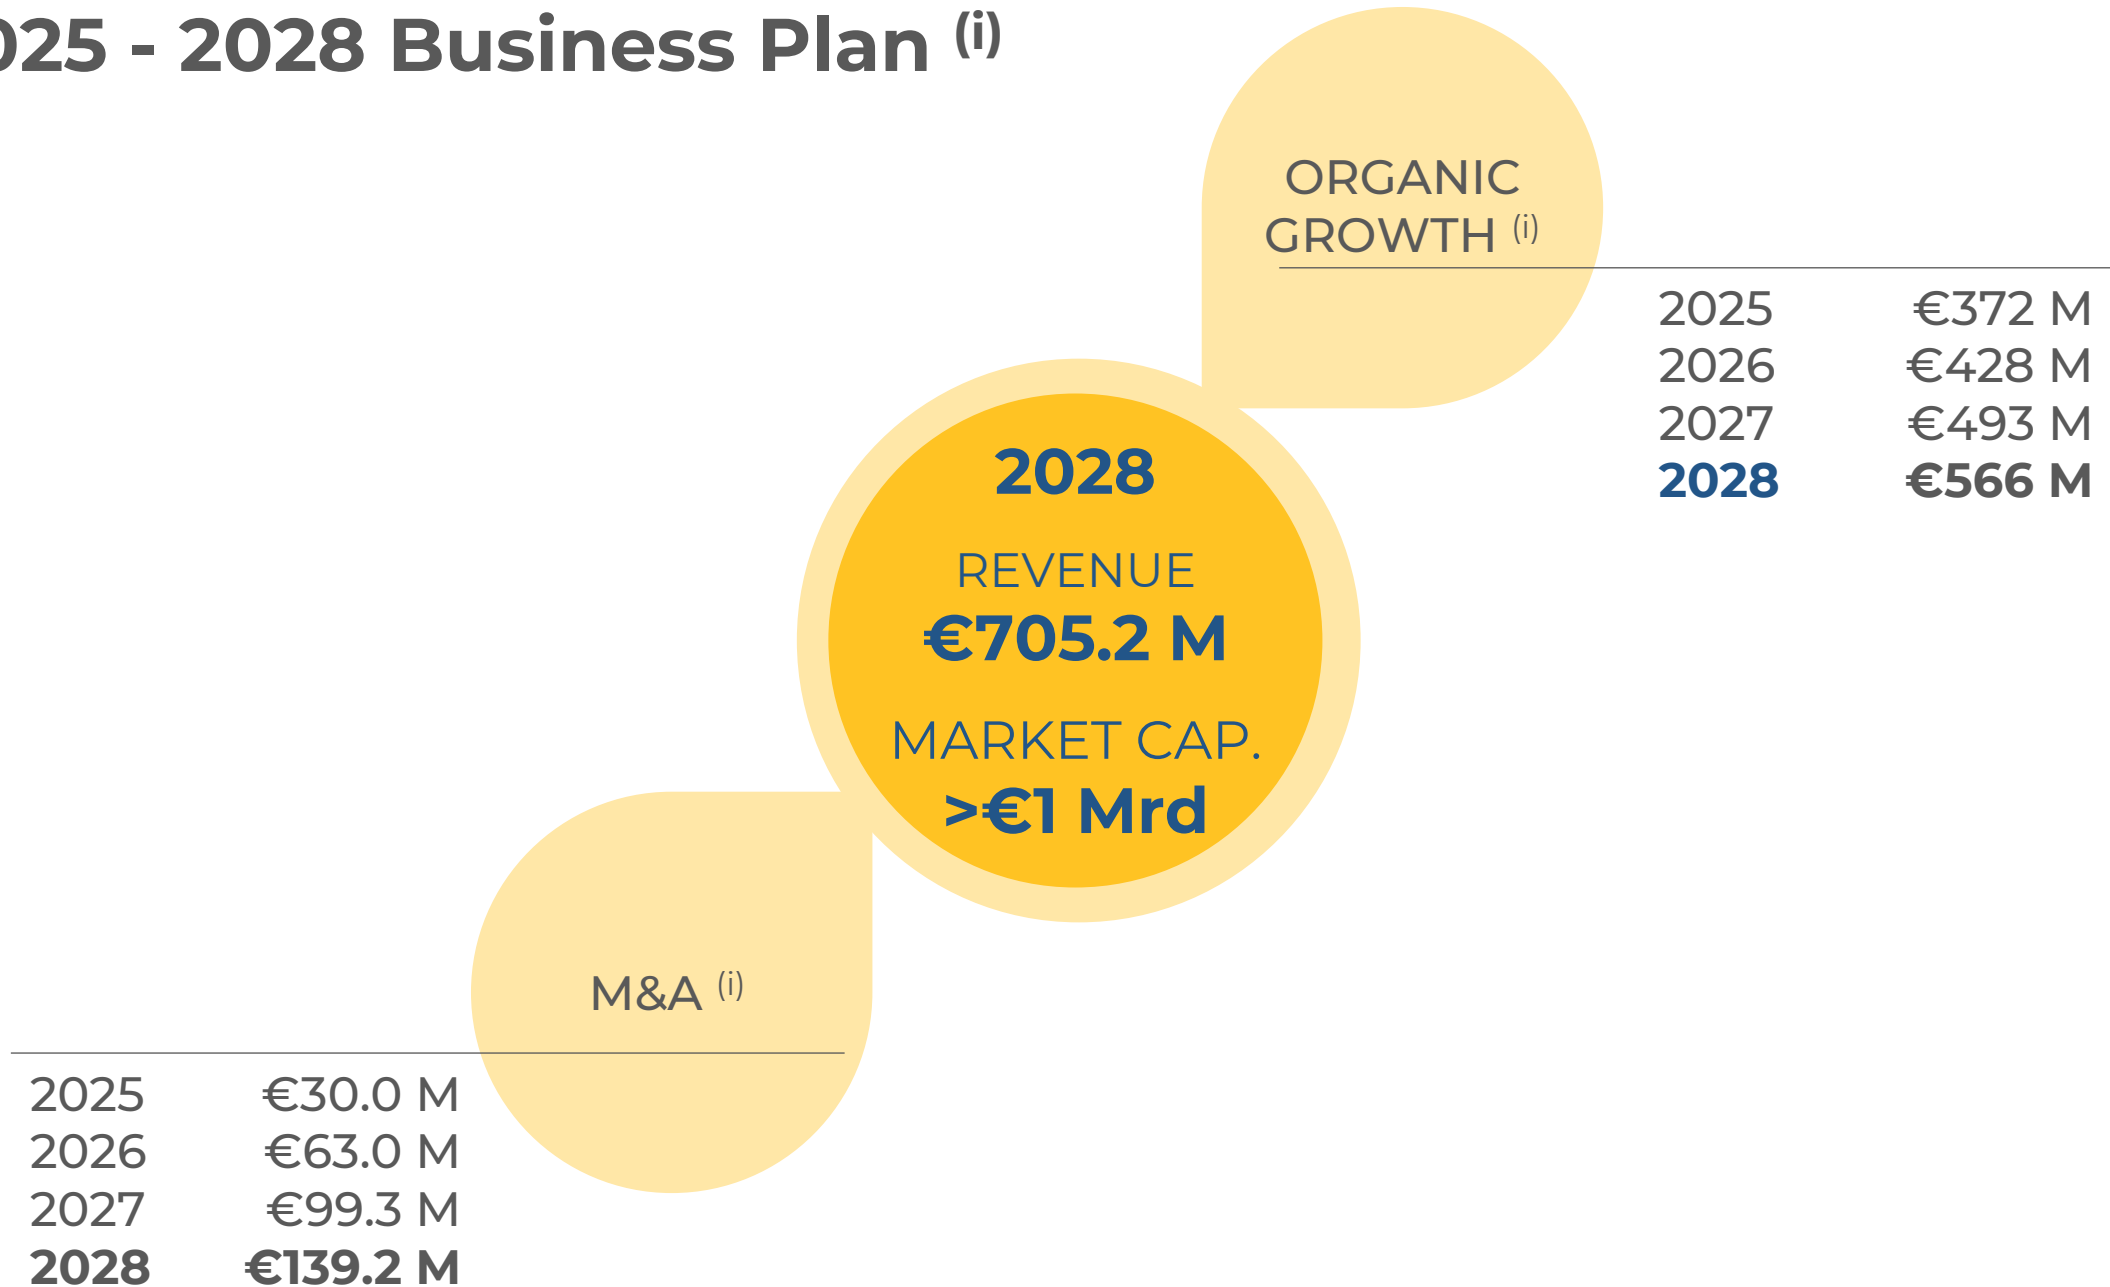 025 - 2028 Business Plan (i)
ORGANIC
GROWTH (i)
2025 €372 M
2026 €428 M
2027 €493 M
2028 €566 M
2028
REVENUE
€705.2 M
MARKET CAP.
>€1 Mrd
M&A (i)
2025 €30.0 M
2026 €63.0 M
2027 €99.3 M
2028 €139.2 M